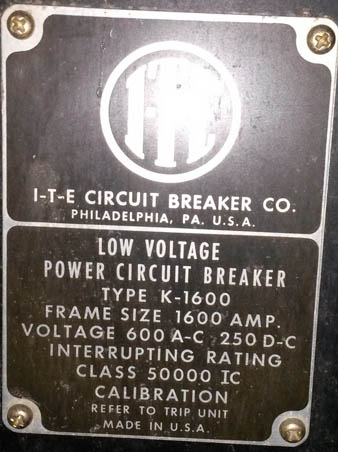 I-T-E
I-T-E CIRCUIT BREAKER CO.
PHILADELPHIA, PA. U.S.A.
LOW VOLTAGE
POWER CIRCUIT BREAKER
TYPE K-1600
FRAME SIZE 1600 AMP.
VOLTAGE 600 A-C 250 D-C
INTERRUPTING RATING
CLASS 50000 IC
CALIBRATION
REFER TO TRIP UNIT
MADE IN U.S.A.